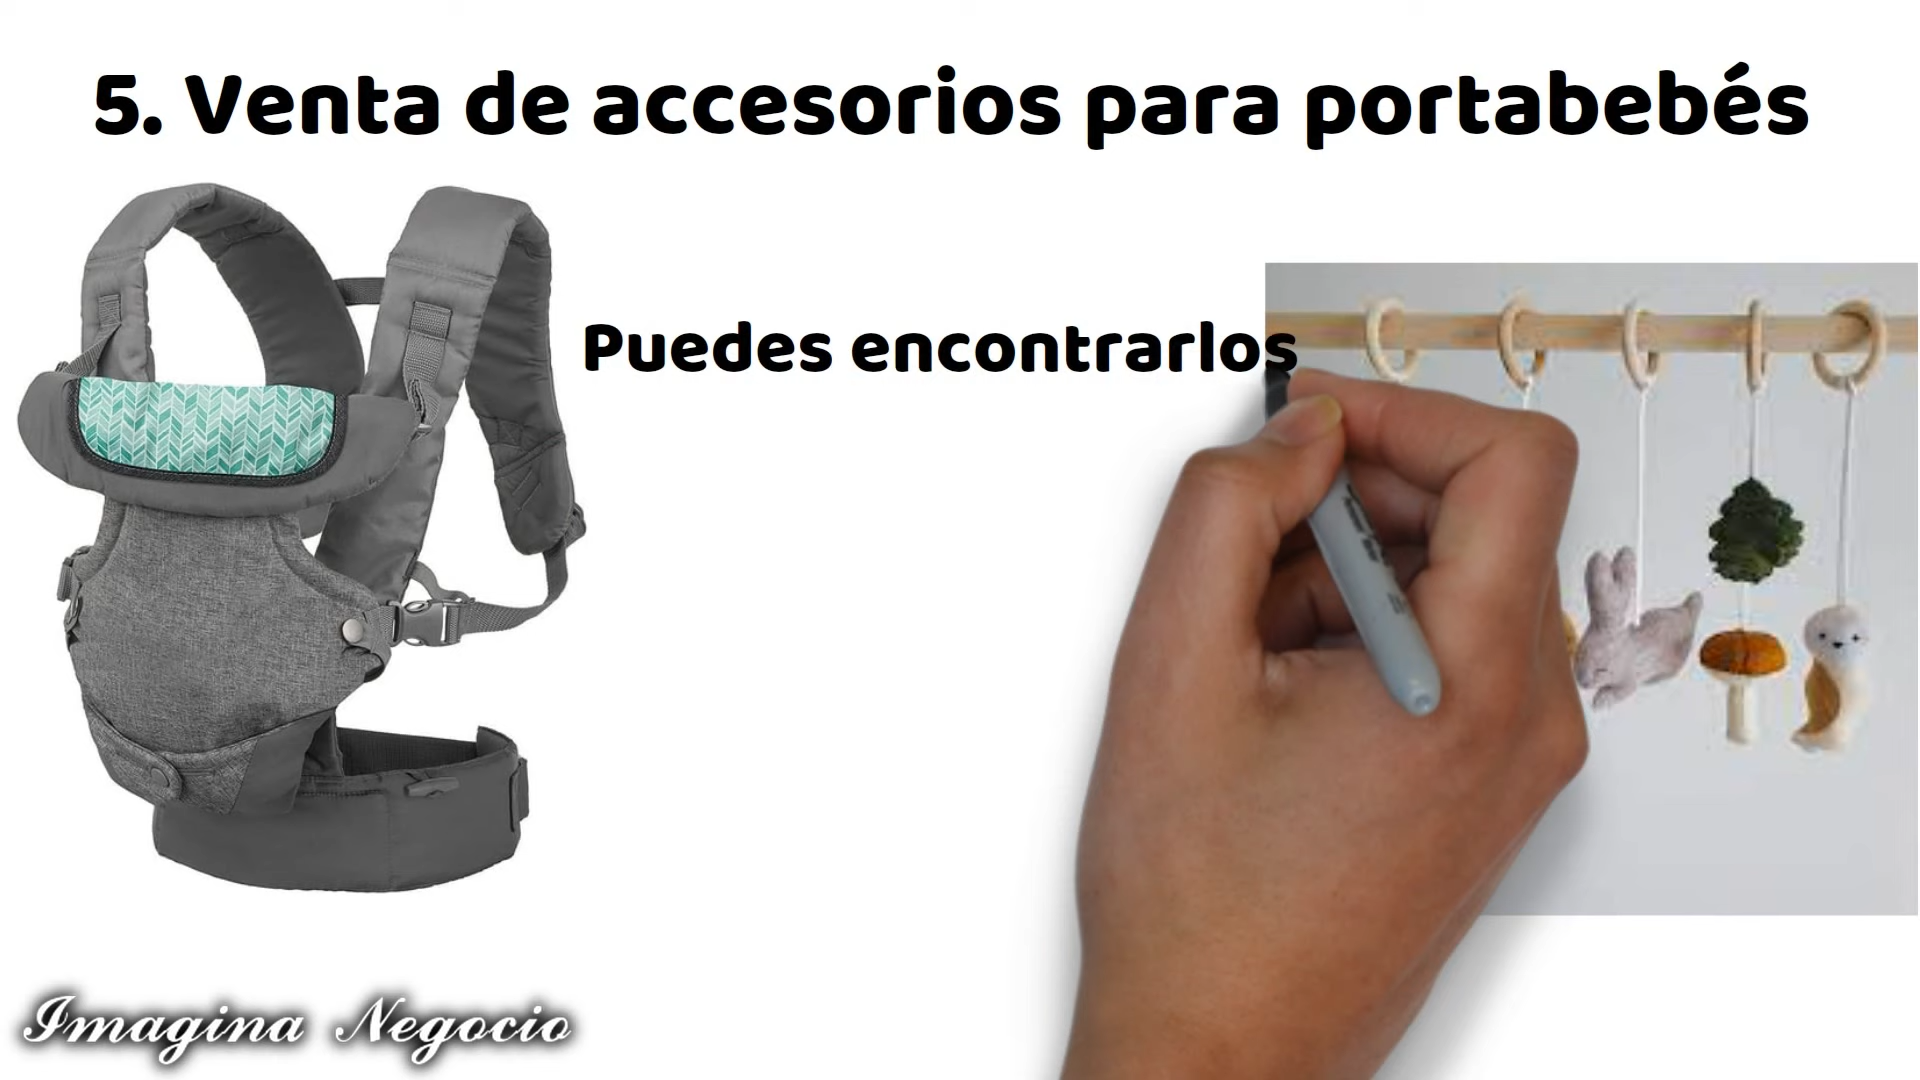 5. Venta de accesorios para portabebés
Puedes encontrarlos
Imagina Negocio